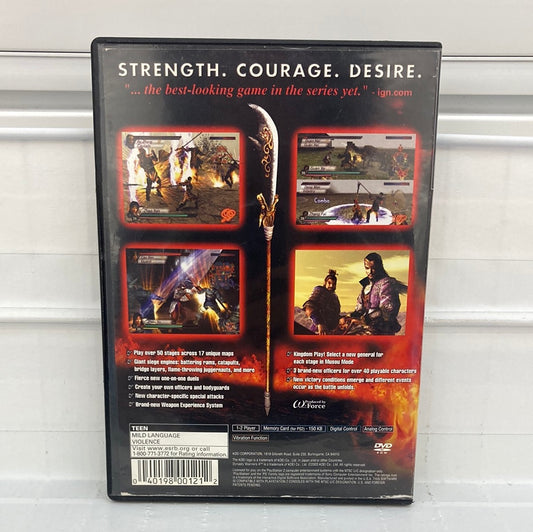 STRENGTH. COURAGE. DESIRE.
"... the best-looking game in the series yet." - ign.com
Combo
Play over 50 stages across 17 unique maps
Giant siege engines: battering rams, catapults,
bridge layers, flame-throwing juggernauts, and more
Fierce new one-on-one duels
Create your own officers and bodyguards
New character-specific special attacks
Brand-new Weapon Experience System
Kingdom Play! Select a new general for
each stage in Musou Mode
3 brand-new officers for over 40 playable characters
New victory conditions emerge and different events
occur as the battle unfolds.
Produced by
ω Force
1-2 Player
Memory Card (for PS2) - 150 KB
Digital Control
Analog Control
Vibration Function
TEEN
MILD LANGUAGE
VIOLENCE
www.esrb.org or call
1-800-771-3772 for Rating Information.
0 40198 00121 2
DVD
KOEI CORPORATION.